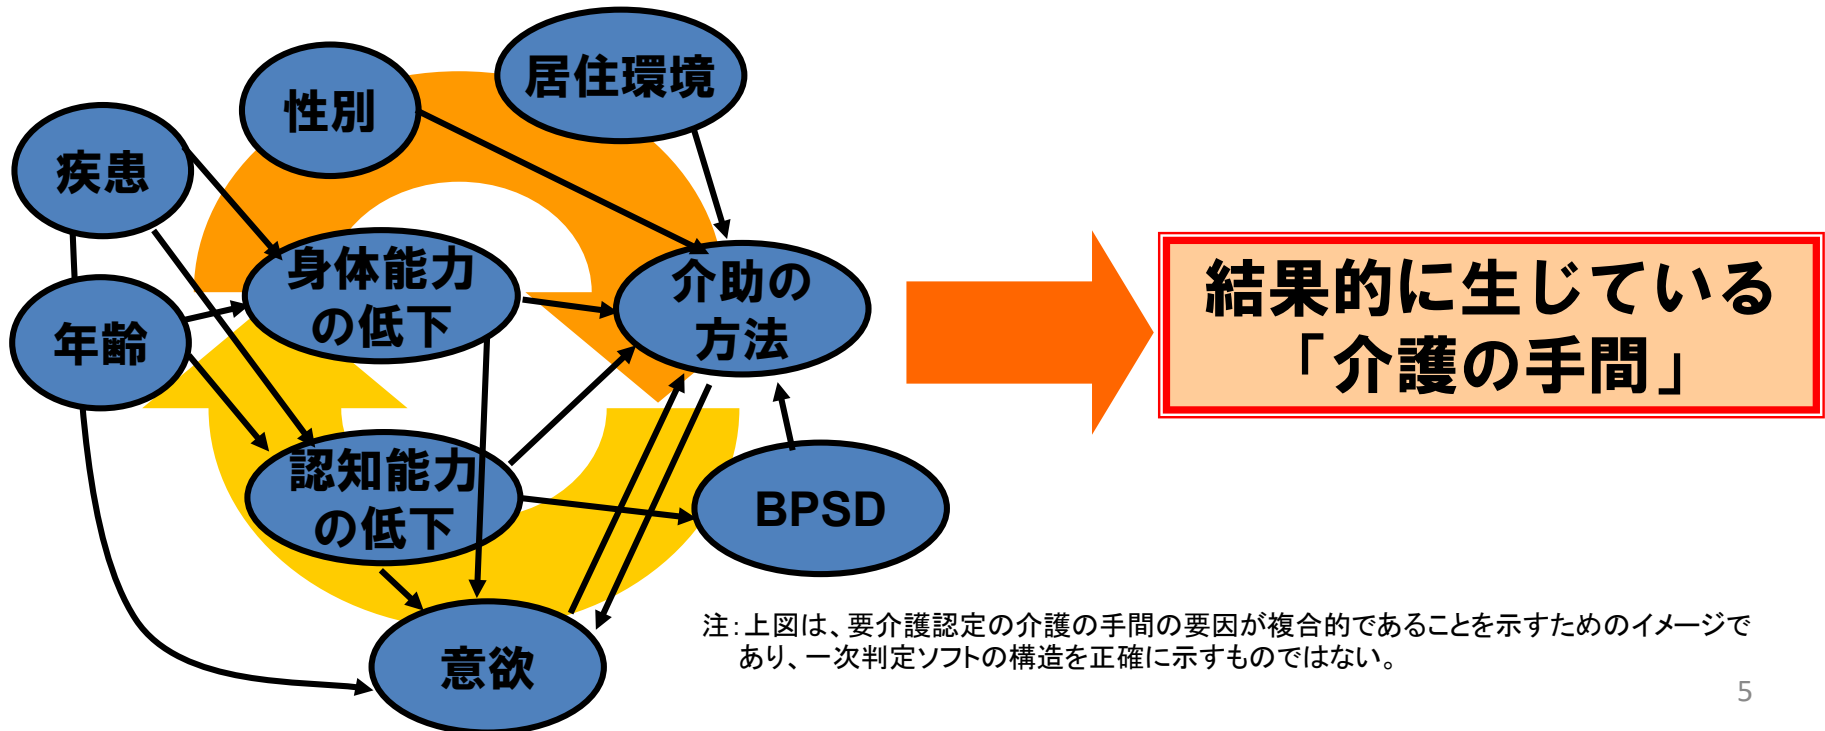 居住環境
性別
疾患
身体能力
の低下
介助の
方法
年齢
結果的に生じている
「介護の手間」
認知能力
の低下
BPSD
意欲
注：上図は、要介護認定の介護の手間の要因が複合的であることを示すためのイメージで
あり、一次判定ソフトの構造を正確に示すものではない。
5